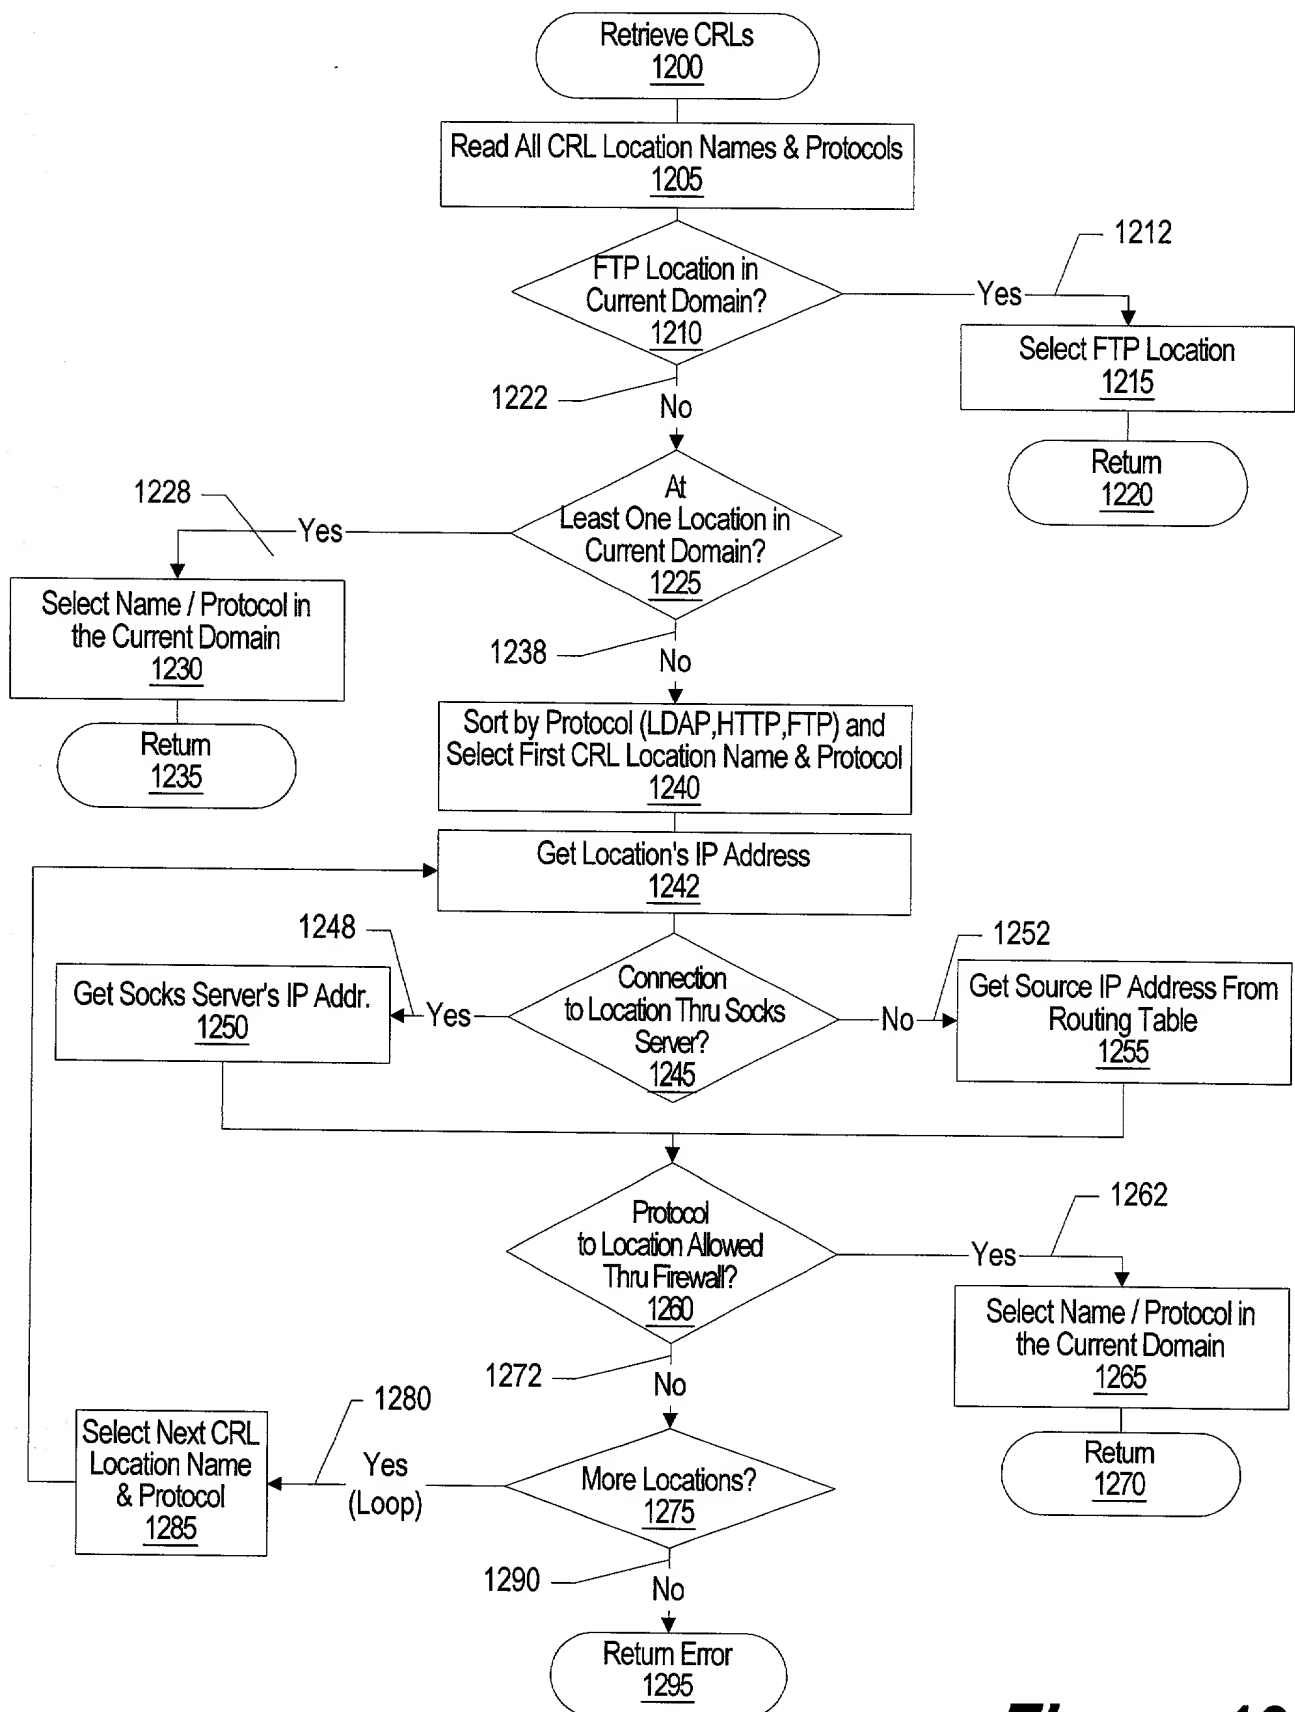 Retrieve CRLs
1200
Read All CRL Location Names & Protocols
1205
FTP Location in
Current Domain?
1210
Yes
1212
Select FTP Location
1215
Return
1220
1222
No
At
Least One Location in
Current Domain?
1225
1228
Yes
Select Name / Protocol in
the Current Domain
1230
Return
1235
1238
No
Sort by Protocol (LDAP,HTTP,FTP) and
Select First CRL Location Name & Protocol
1240
Get Location's IP Address
1242
Connection
to Location Thru Socks
Server?
1245
1248
Yes
Get Socks Server's IP Addr.
1250
1252
No
Get Source IP Address From
Routing Table
1255
Protocol
to Location Allowed
Thru Firewall?
1260
1262
Yes
Select Name / Protocol in
the Current Domain
1265
Return
1270
1272
No
More Locations?
1275
1280
Yes
(Loop)
Select Next CRL
Location Name
& Protocol
1285
1290
No
Return Error
1295